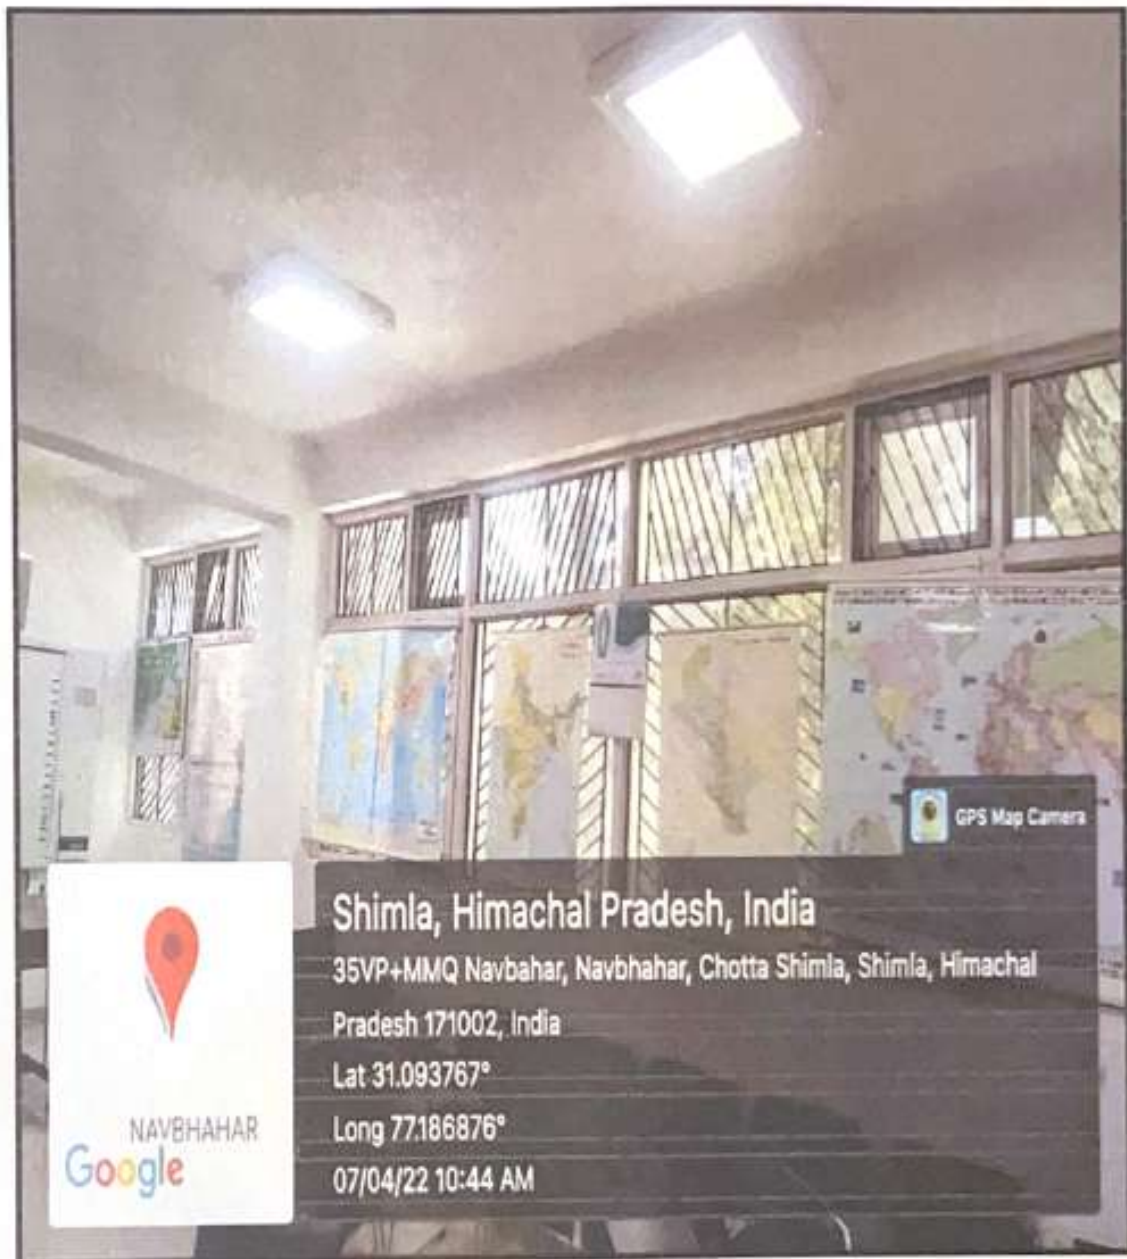 GPS Map Camera
Shimla, Himachal Pradesh, India
35VP+MMQ Navbahar, Navbhahar, Chotta Shimla, Shimla, Himachal
Pradesh 171002, India
Lat 31.093767°
Long 77.186876°
07/04/22 10:44 AM
NAVBHAHAR
Google